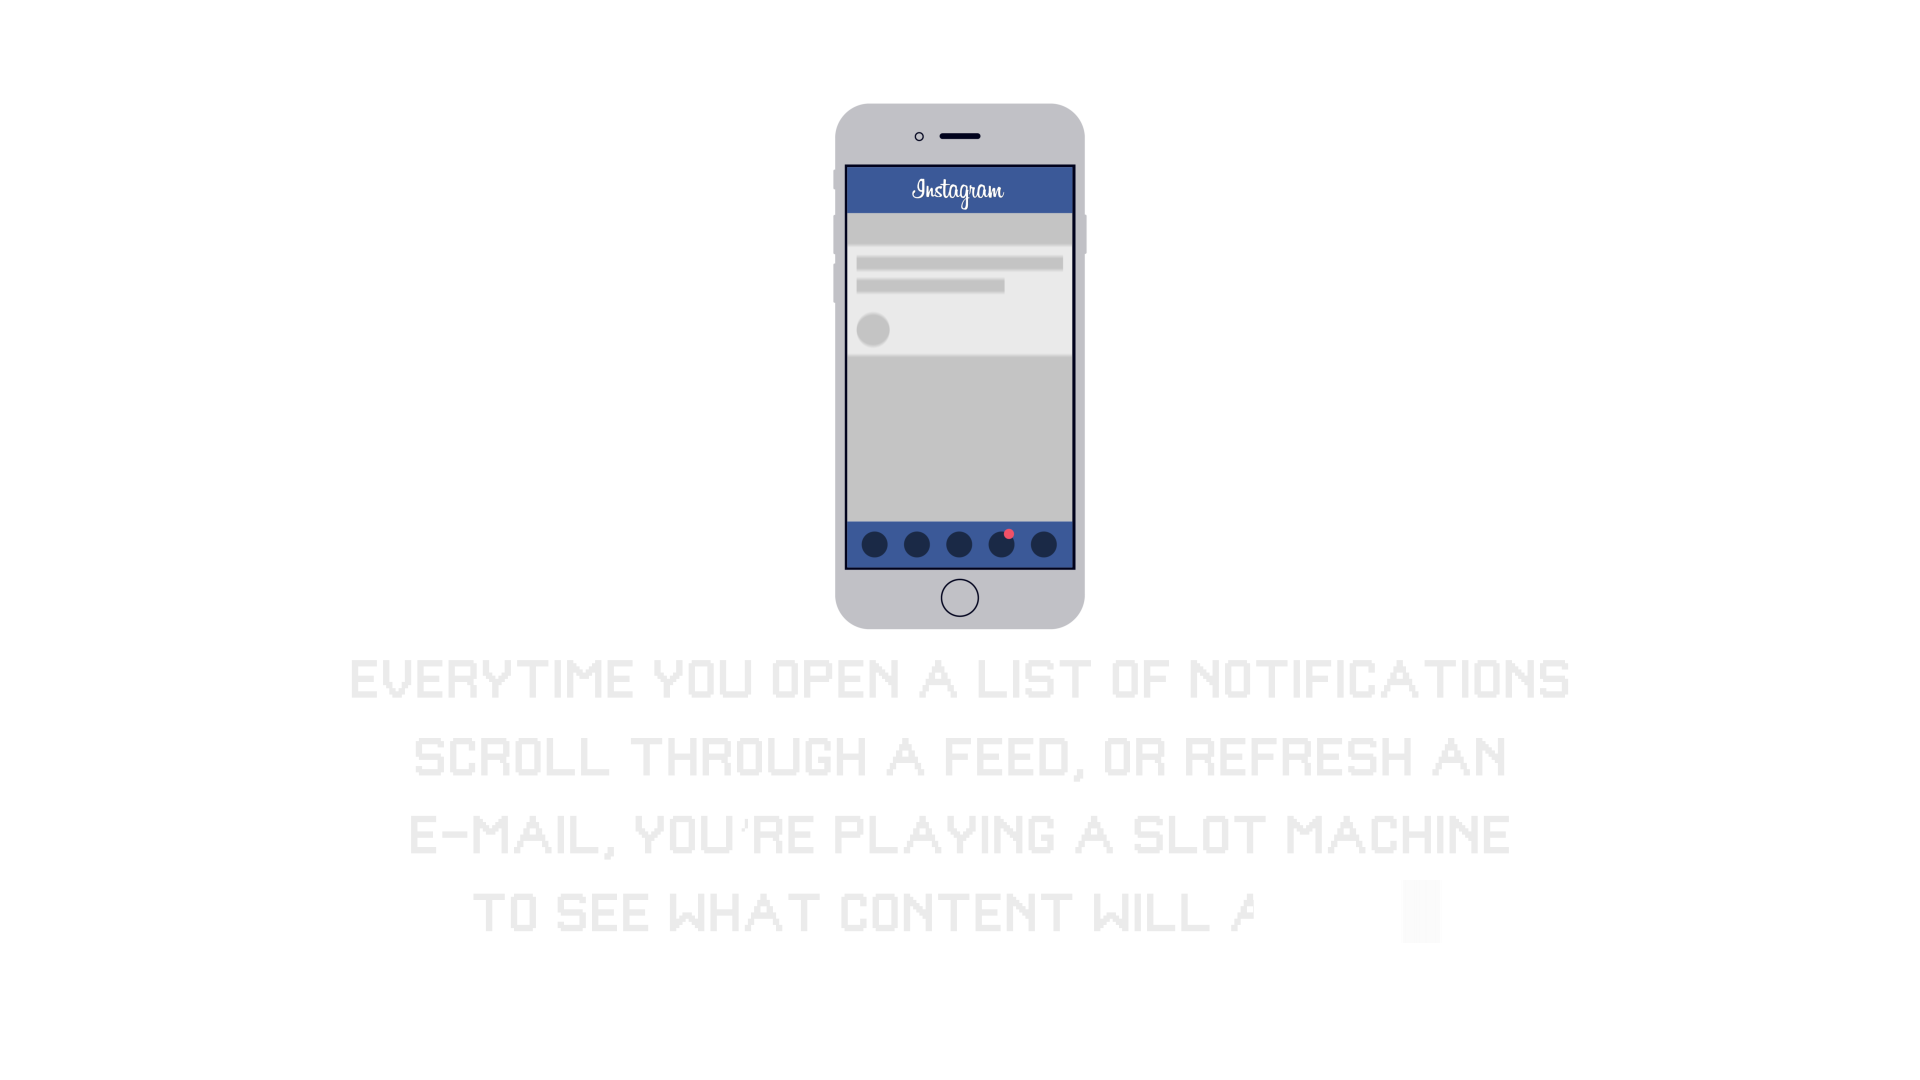 Instagram
EVERYTIME YOU OPEN A LIST OF NOTIFICATIONS
SCROLL THROUGH A FEED, OR REFRESH AN
E-MAIL, YOU'RE PLAYING A SLOT MACHINE
TO SEE WHAT CONTENT WILL